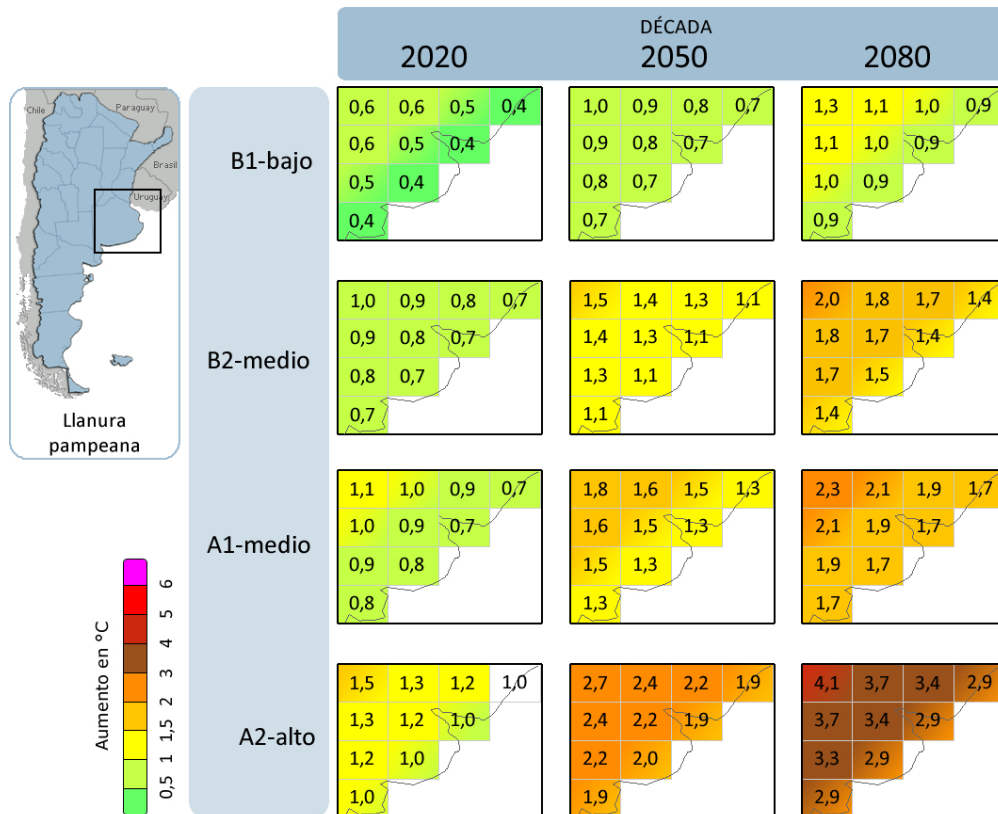 DÉCADA
2020 2050 2080
Chile
Paraguay
Brasil
Uruguay
Llanura
pampeana
B1-bajo
0,6 0,6 0,5 0,4
0,6 0,5 0,4
0,5 0,4
0,4
1,0 0,9 0,8 0,7
0,9 0,8 0,7
0,8 0,7
0,7
1,3 1,1 1,0 0,9
1,1 1,0 0,9
1,0 0,9
0,9
B2-medio
1,0 0,9 0,8 0,7
0,9 0,8 0,7
0,8 0,7
0,7
1,5 1,4 1,3 1,1
1,4 1,3 1,1
1,3 1,1
1,1
2,0 1,8 1,7 1,4
1,8 1,7 1,4
1,7 1,5
1,4
A1-medio
1,1 1,0 0,9 0,7
1,0 0,9 0,7
0,9 0,8
0,8
1,8 1,6 1,5 1,3
1,6 1,5 1,3
1,5 1,3
1,3
2,3 2,1 1,9 1,7
2,1 1,9 1,7
1,9 1,7
1,7
A2-alto
1,5 1,3 1,2 1,0
1,3 1,2 1,0
1,2 1,0
1,0
2,7 2,4 2,2 1,9
2,4 2,2 1,9
2,2 2,0
1,9
4,1 3,7 3,4 2,9
3,7 3,4 2,9
3,3 2,9
2,9
Aumento en °C
0,5 1 1,5 2 3 4 5 6